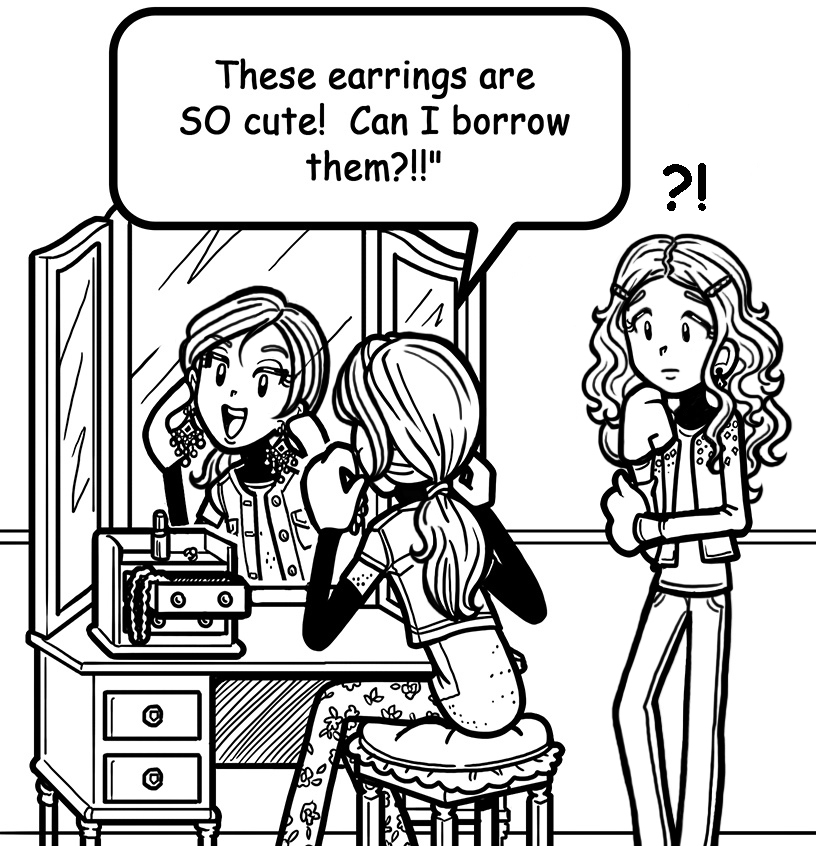 These earrings are
SO cute!  Can I borrow
them?!!"
?!